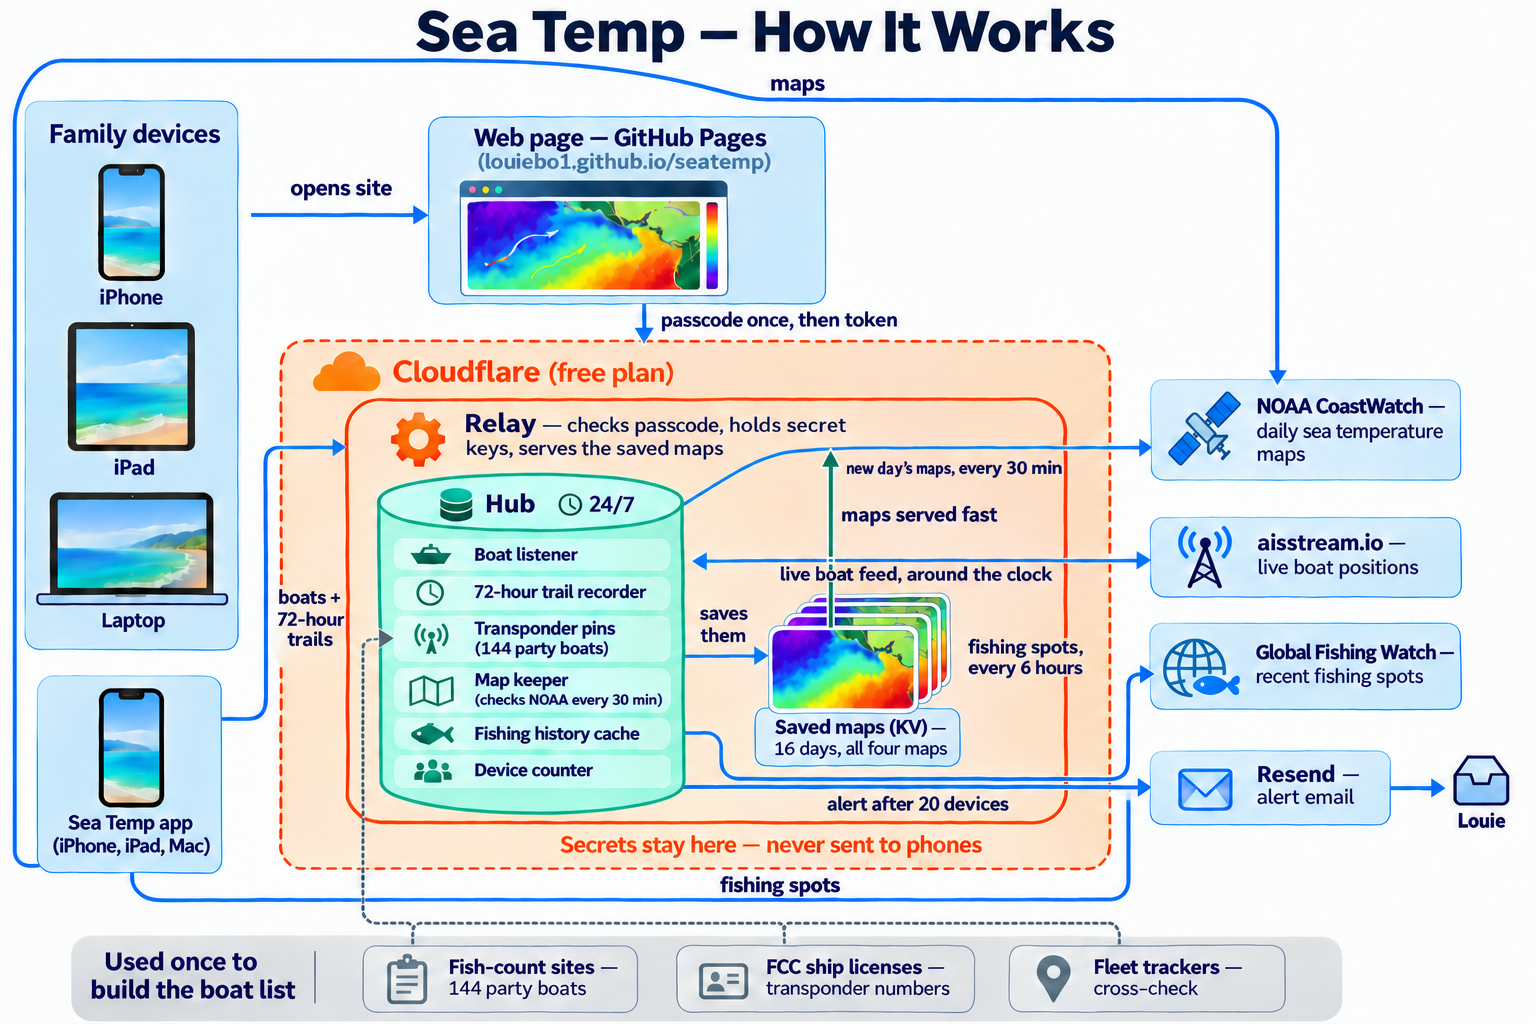 Sea Temp – How It Works
maps
Family devices
iPhone
iPad
Laptop
opens site
Web page — GitHub Pages
(louiebo1.github.io/seatemp)
passcode once, then token
Cloudflare (free plan)
Relay — checks passcode, holds secret
keys, serves the saved maps
Hub
24/7
Boat listener
72-hour trail recorder
Transponder pins
(144 party boats)
Map keeper
(checks NOAA every 30 min)
Fishing history cache
Device counter
boats +
72-hour
trails
new day's maps, every 30 min
maps served fast
live boat feed, around the clock
saves
them
fishing spots,
every 6 hours
Saved maps (KV) —
16 days, all four maps
alert after 20 devices
Secrets stay here — never sent to phones
NOAA CoastWatch —
daily sea temperature
maps
aisstream.io —
live boat positions
Global Fishing Watch —
recent fishing spots
Resend —
alert email
Louie
Sea Temp app
(iPhone, iPad, Mac)
fishing spots
Used once to
build the boat list
Fish-count sites —
144 party boats
FCC ship licenses —
transponder numbers
Fleet trackers —
cross-check